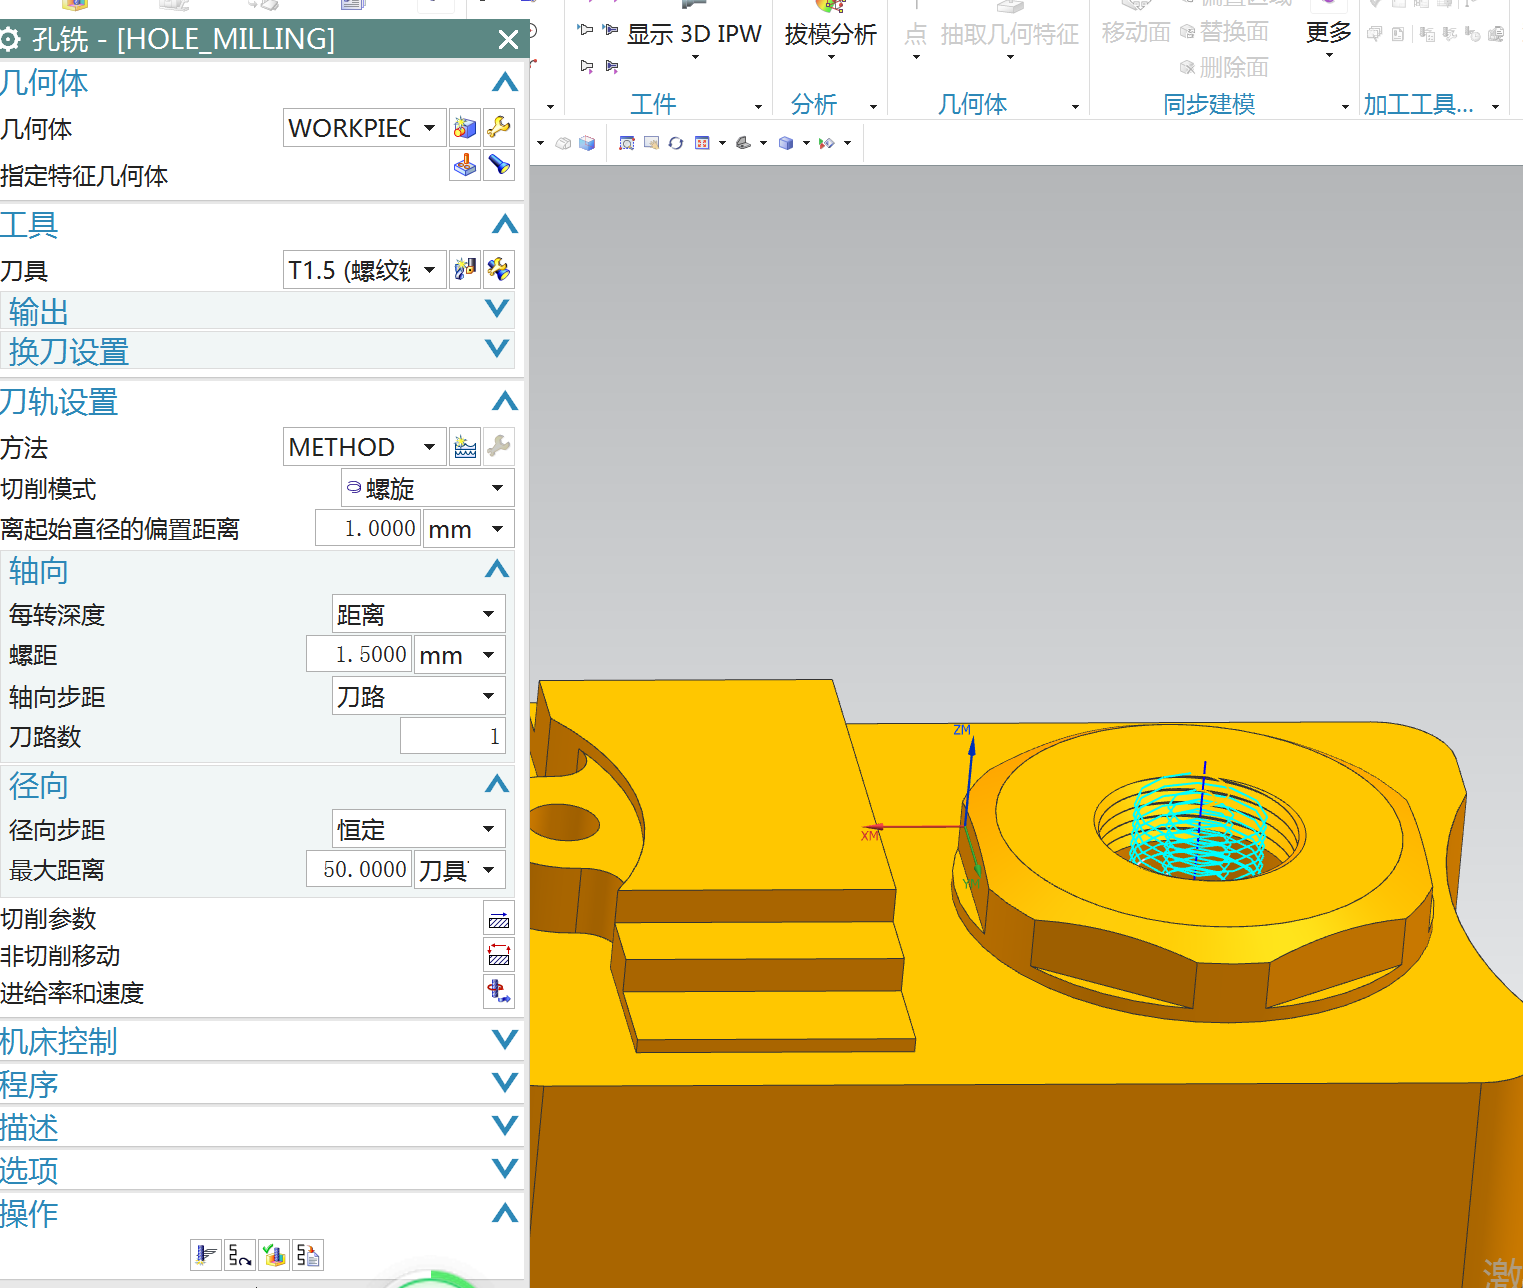 孔铣 - [HOLE_MILLING]
几何体
几何体
WORKPIEC
指定特征几何体
工具
刀具
T1.5 (螺纹铣
输出
换刀设置
刀轨设置
方法
METHOD
切削模式
螺旋
离起始直径的偏置距离
1.0000
mm
轴向
每转深度
距离
螺距
1.5000
mm
轴向步距
刀路
刀路数
1
径向
径向步距
恒定
最大距离
50.0000
刀具
切削参数
非切削移动
进给率和速度
机床控制
程序
描述
选项
操作
显示 3D IPW
工件
拔模分析
分析
点
抽取几何特征
几何体
移动面
偏置区域
替换面
删除面
更多
同步建模
加工工具...
ZM
XM
YM
激